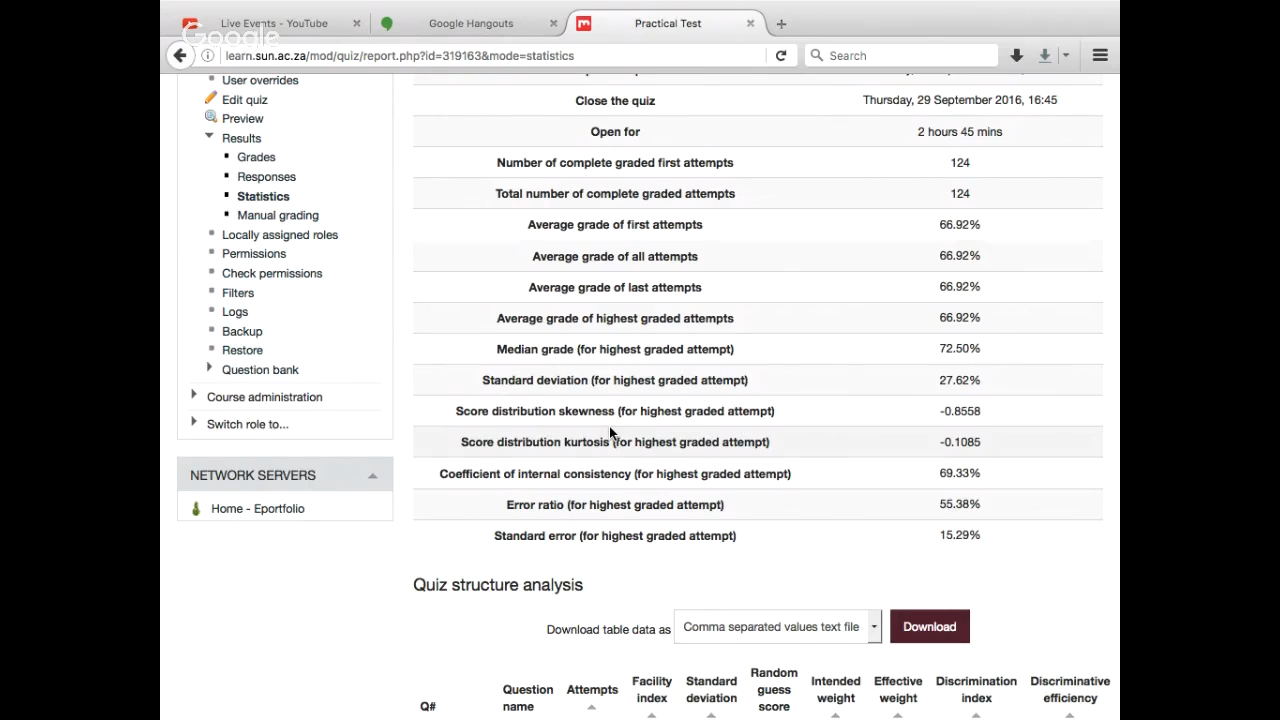 Live Events - YouTube
Google Hangouts
Practical Test
Google
learn.sun.ac.za/mod/quiz/report.php?id=319163&mode=statistics
Search
User overrides
Edit quiz
Preview
Results
Grades
Responses
Statistics
Manual grading
Locally assigned roles
Permissions
Check permissions
Filters
Logs
Backup
Restore
Question bank
Course administration
Switch role to...
NETWORK SERVERS
Home - Eportfolio
Close the quiz Thursday, 29 September 2016, 16:45
Open for 2 hours 45 mins
Number of complete graded first attempts 124
Total number of complete graded attempts 124
Average grade of first attempts 66.92%
Average grade of all attempts 66.92%
Average grade of last attempts 66.92%
Average grade of highest graded attempts 66.92%
Median grade (for highest graded attempt) 72.50%
Standard deviation (for highest graded attempt) 27.62%
Score distribution skewness (for highest graded attempt) -0.8558
Score distribution kurtosis (for highest graded attempt) -0.1085
Coefficient of internal consistency (for highest graded attempt) 69.33%
Error ratio (for highest graded attempt) 55.38%
Standard error (for highest graded attempt) 15.29%
Quiz structure analysis
Download table data as Comma separated values text file Download
Q#
Question name
Attempts
Facility index
Standard deviation
Random guess score
Intended weight
Effective weight
Discrimination index
Discriminative efficiency